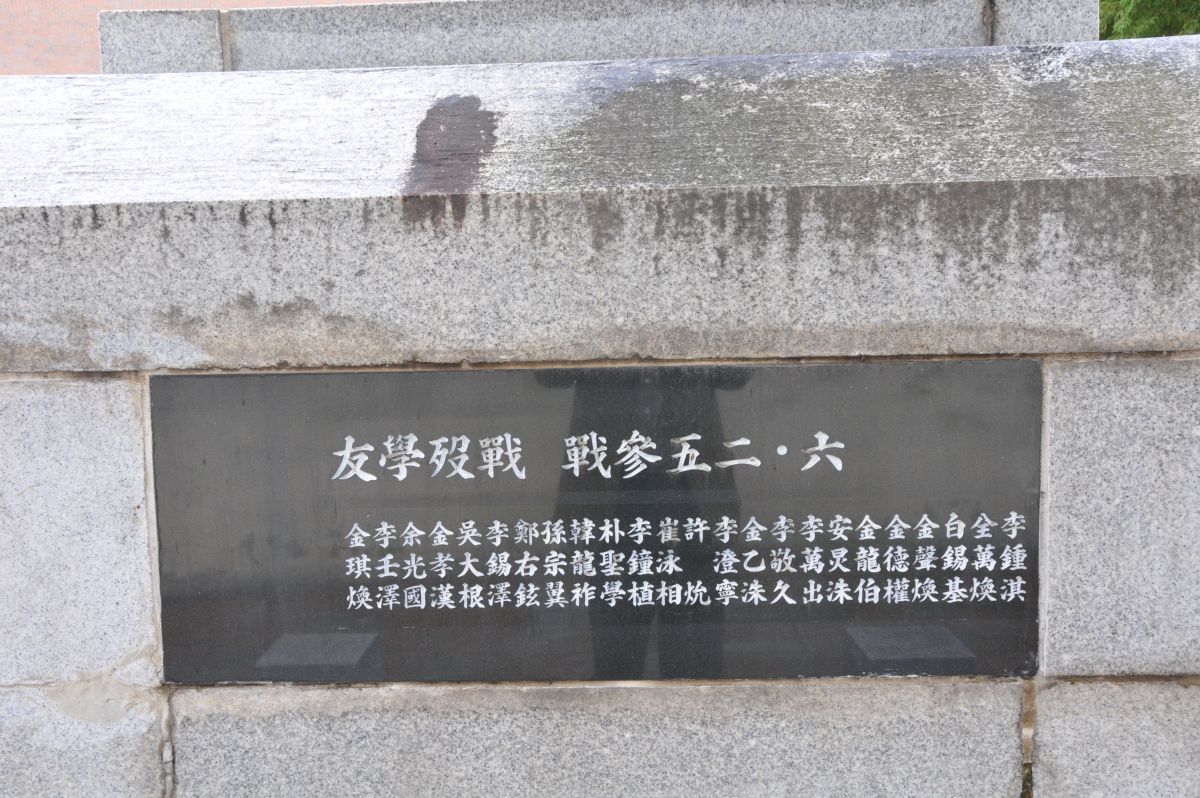 六·二五參戰 戰歿學友
李鍾淇
全萬煥
白錫基
金聲煥
金德權
金龍伯
安炅洙
李萬出
李敬久
金乙洙
李澄寧
許
崔泳相
李鐘植
朴聖學
韓龍祚
孫宗翼
鄭右鉉
李錫澤
吳大根
金孝漢
余光國
李壬澤
金琪煥